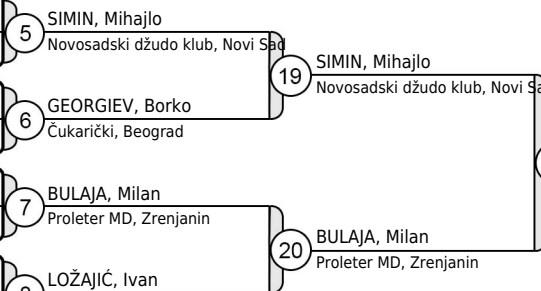 5
SIMIN, Mihajlo
Novosadski džudo klub, Novi Sad
19
SIMIN, Mihajlo
Novosadski džudo klub, Novi
6
GEORGIEV, Borko
Čukarički, Beograd
7
BULAJA, Milan
Proleter MD, Zrenjanin
20
BULAJA, Milan
Proleter MD, Zrenjanin
LOŽAJIĆ, Ivan